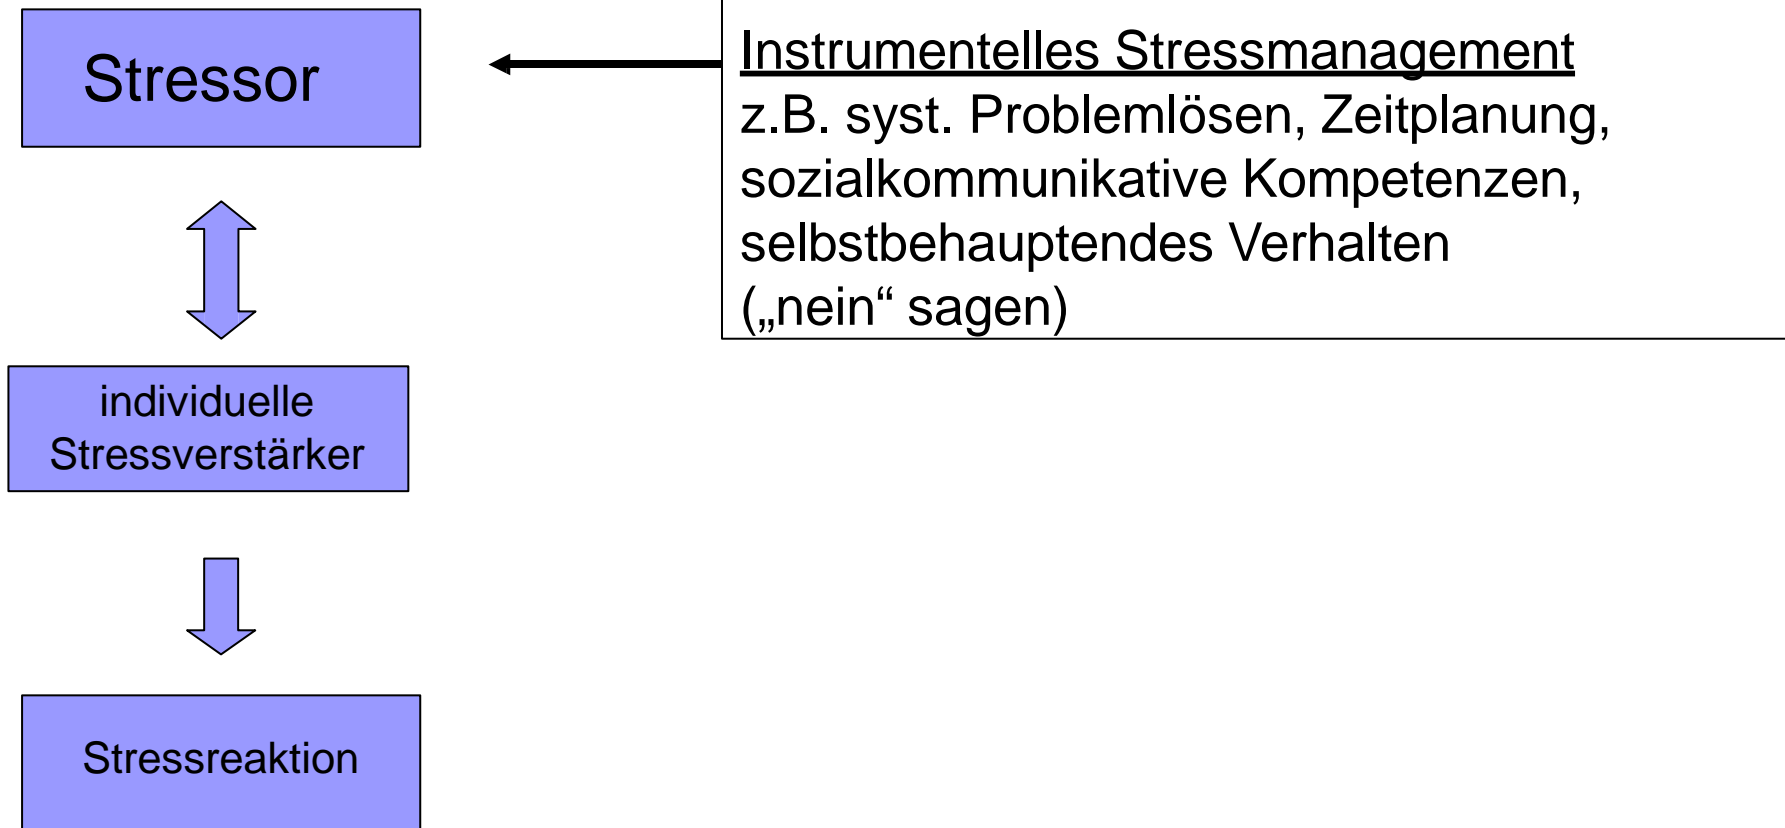 Stressor
Instrumentelles Stressmanagement
z.B. syst. Problemlösen, Zeitplanung,
sozialkommunikative Kompetenzen,
selbstbehauptendes Verhalten
(„nein“ sagen)
individuelle
Stressverstärker
Stressreaktion